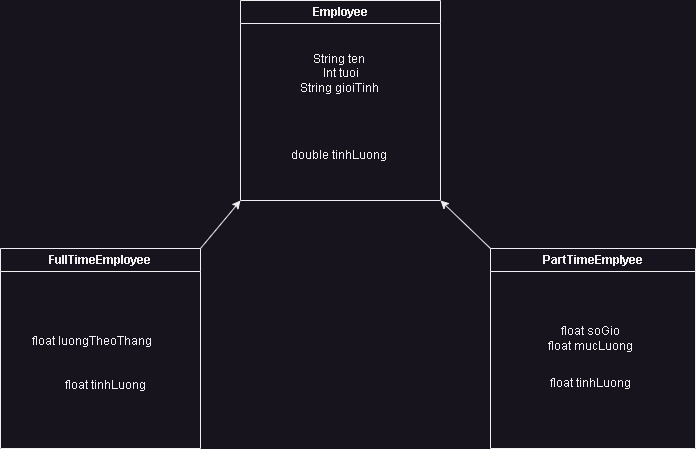 Employee
String ten
Int tuoi
String gioiTinh
double tinhLuong
FullTimeEmployee
float luongTheoThang
float tinhLuong
PartTimeEmplyee
float soGio
float mucLuong
float tinhLuong